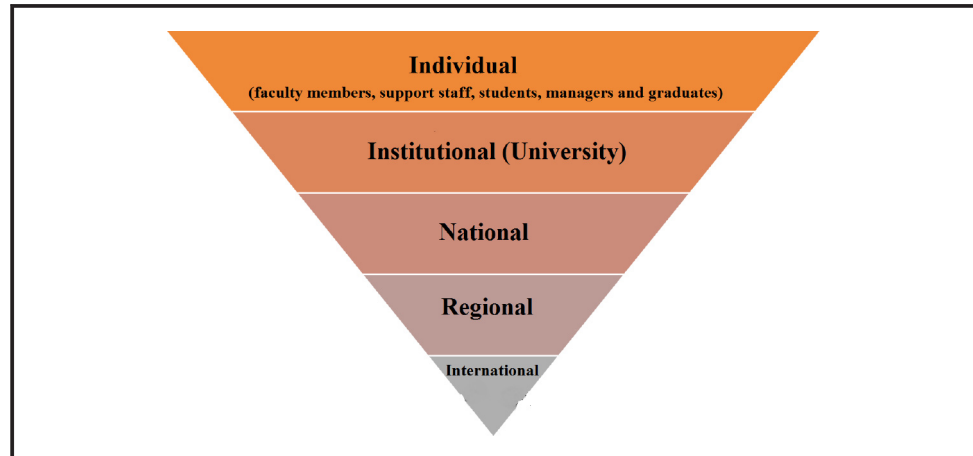 Individual
(faculty members, support staff, students, managers and graduates)
Institutional (University)
National
Regional
International